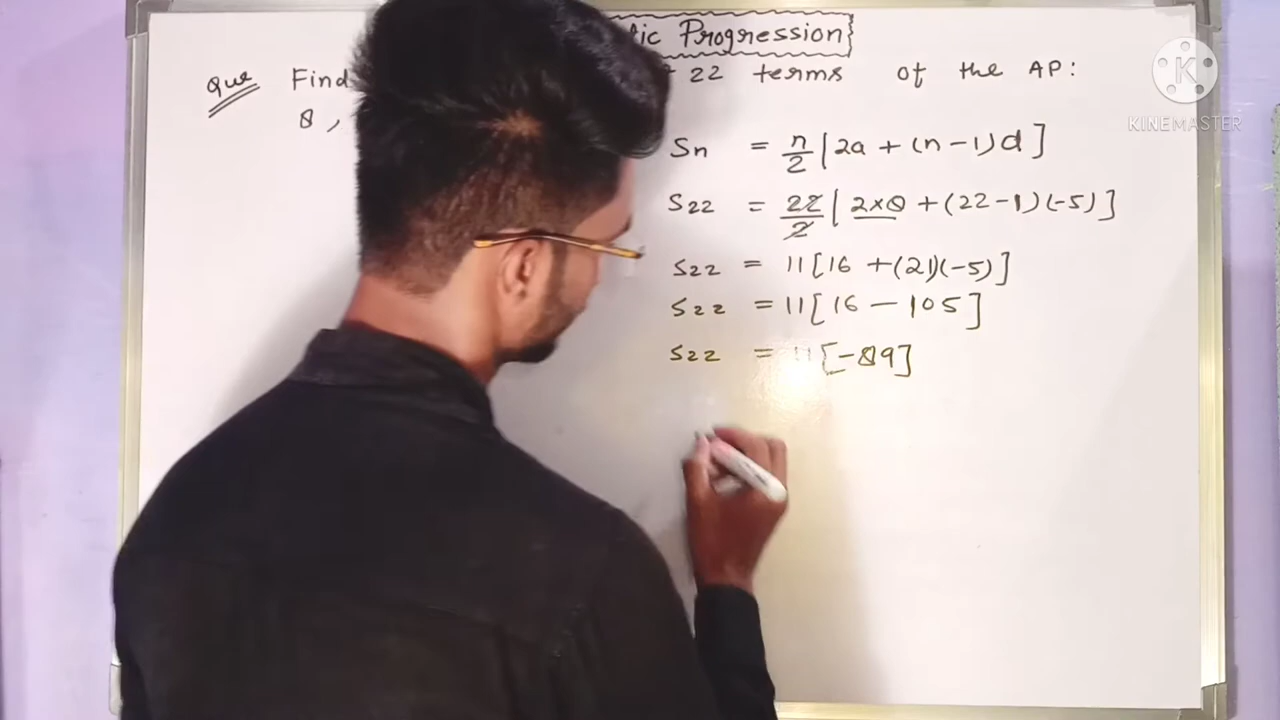 ic Progression
Que Find 22 terms of the AP:
8,
Sn = n/2 [2a + (n-1)d]
S22 = 22/2 [2×8 + (22-1)(-5)]
S22 = 11[16 + (21)(-5)]
S22 = 11[16 - 105]
S22 = 11[-89]
K
KINEMASTER